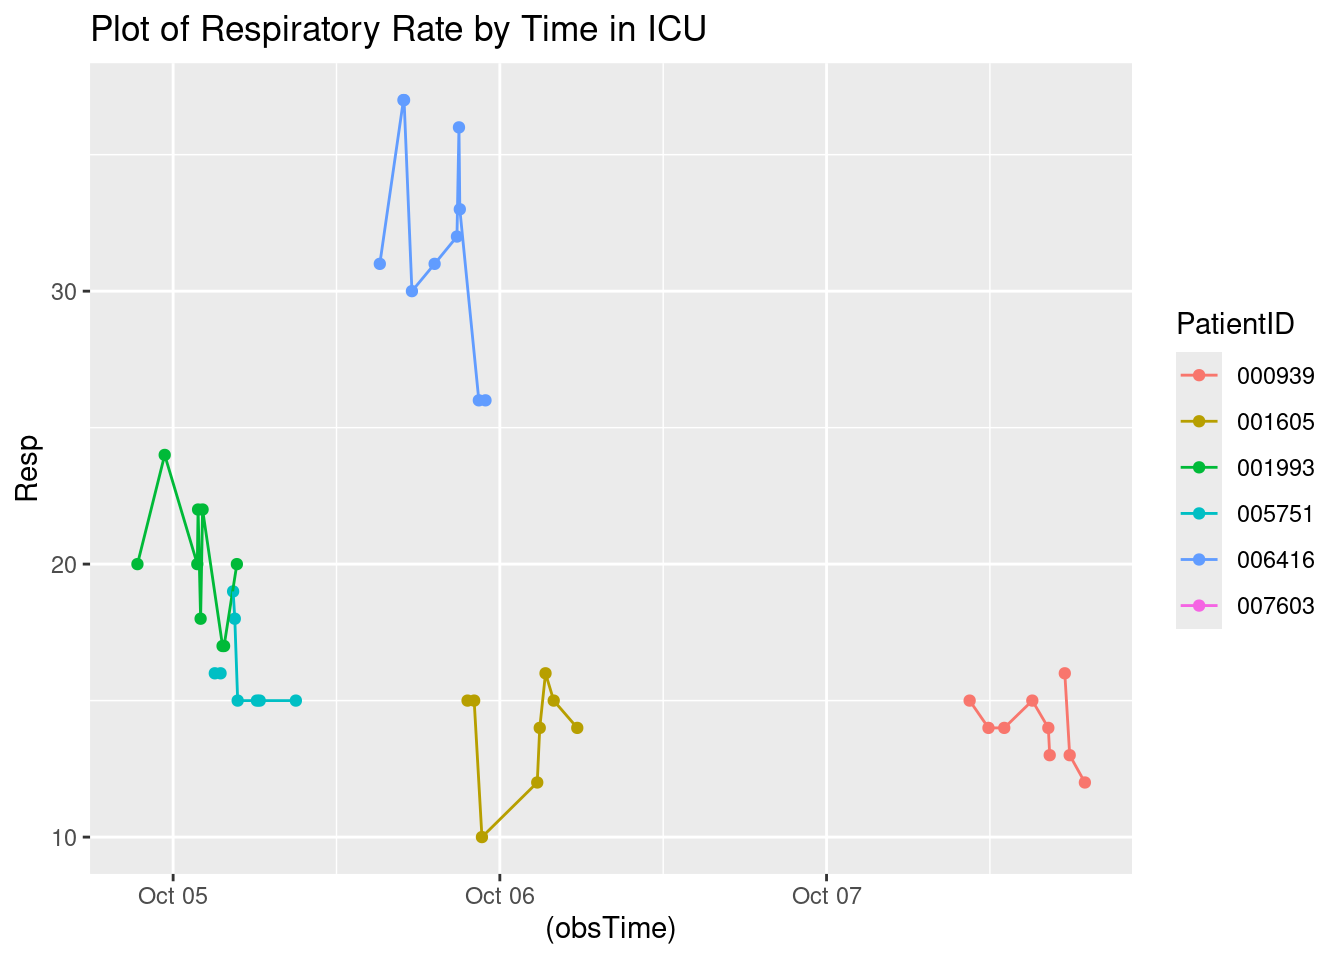 Plot of Respiratory Rate by Time in ICU
Resp
30
20
10
Oct 05
Oct 06
Oct 07
(obsTime)
PatientID
000939
001605
001993
005751
006416
007603